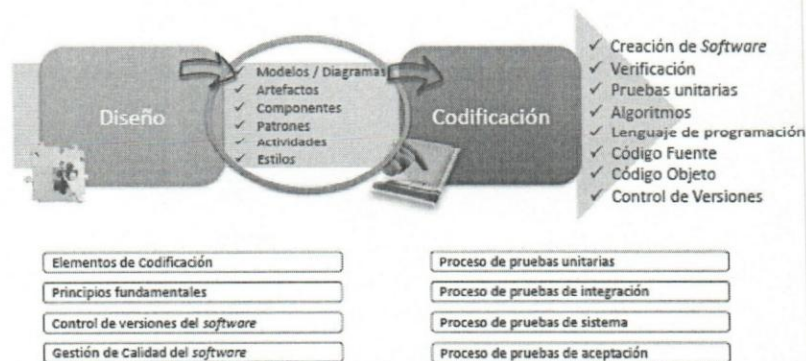 Diseño
Modelos / Diagramas
Artefactos
Componentes
Patrones
Actividades
Estilos
Codificación
Creación de Software
Verificación
Pruebas unitarias
Algoritmos
Lenguaje de programación
Código Fuente
Código Objeto
Control de Versiones
Elementos de Codificación
Principios fundamentales
Control de versiones del software
Gestión de Calidad del software
Proceso de pruebas unitarias
Proceso de pruebas de integración
Proceso de pruebas de sistema
Proceso de pruebas de aceptación